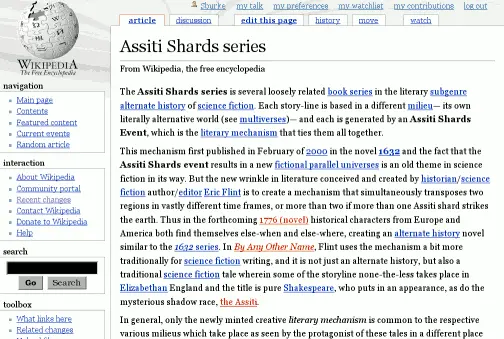 Sburke my talk my preferences my watchlist my contributions log out
article discussion edit this page history move watch
WIKIPEDIA
The Free Encyclopedia
navigation
Main page
Contents
Featured content
Current events
Random article
interaction
About Wikipedia
Community portal
Recent changes
Contact Wikipedia
Donate to Wikipedia
Help
search
Go Search
toolbox
What links here
Related changes
Assiti Shards series
From Wikipedia, the free encyclopedia
The Assiti Shards series is several loosely related book series in the literary subgenre
alternate history of science fiction. Each story-line is based in a different milieu— its own
literally alternate world (see multiverses)— and each is generated by an Assiti Shards
Event, which is the literary mechanism that ties them all together.
This mechanism first published in February of 2000 in the novel 1632 and the fact that the
Assiti Shards event results in a new fictional parallel universes is an old theme in science
fiction in its way. But the new wrinkle in literature conceived and created by historian/science
fiction author/editor Eric Flint is to create a mechanism that simultaneously transposes two
regions in vastly different time frames, or more than two if more than one Assiti shard strikes
the earth. Thus in the forthcoming 1776 (novel) historical characters from Europe and
America both find themselves else-when and else-where, creating an alternate history novel
similar to the 1632 series. In By Any Other Name, Flint uses the mechanism a bit more
traditionally for science fiction writing, and it is not just an alternate history, but also a
traditional science fiction tale wherein some of the storyline none-the-less takes place in
Elizabethan England and the title is pure Shakespeare, who puts in an appearance, as do the
mysterious shadow race, the Assiti.
In general, only the newly minted creative literary mechanism is common to the respective
various milieus which take place as seen by the protagonist of these tales in a different place